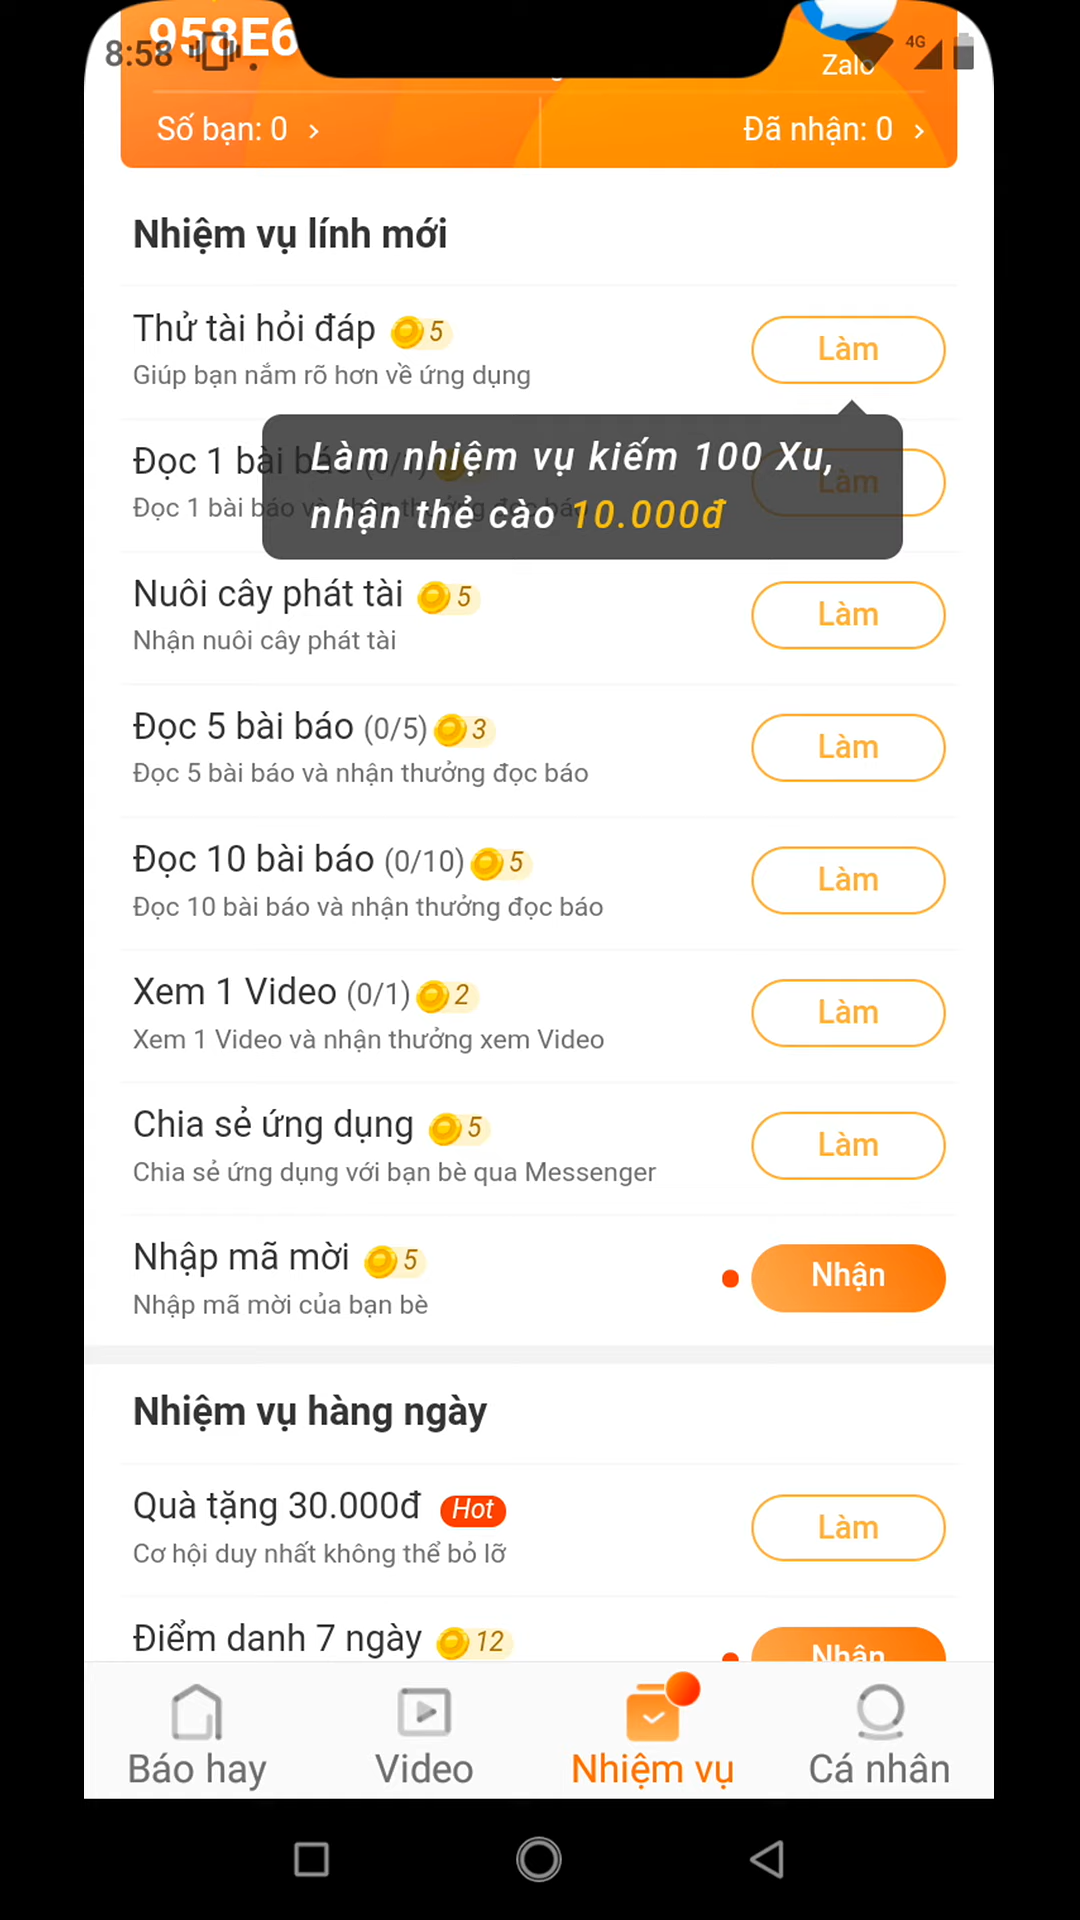 958E6
8:58
4G
Zalo
Số bạn: 0 >
Đã nhận: 0 >
Nhiệm vụ lính mới
Thử tài hỏi đáp 5
Giúp bạn nắm rõ hơn về ứng dụng
Làm
Làm nhiệm vụ kiếm 100 Xu,
nhận thẻ cào 10.000đ
Đọc 1 bài báo
Đọc 1 bài báo và nhận thưởng đọc báo
Làm
Nuôi cây phát tài 5
Nhận nuôi cây phát tài
Làm
Đọc 5 bài báo (0/5) 3
Đọc 5 bài báo và nhận thưởng đọc báo
Làm
Đọc 10 bài báo (0/10) 5
Đọc 10 bài báo và nhận thưởng đọc báo
Làm
Xem 1 Video (0/1) 2
Xem 1 Video và nhận thưởng xem Video
Làm
Chia sẻ ứng dụng 5
Chia sẻ ứng dụng với bạn bè qua Messenger
Làm
Nhập mã mời 5
Nhập mã mời của bạn bè
Nhận
Nhiệm vụ hàng ngày
Quà tặng 30.000đ Hot
Cơ hội duy nhất không thể bỏ lỡ
Làm
Điểm danh 7 ngày 12
Nhận
Báo hay
Video
Nhiệm vụ
Cá nhân